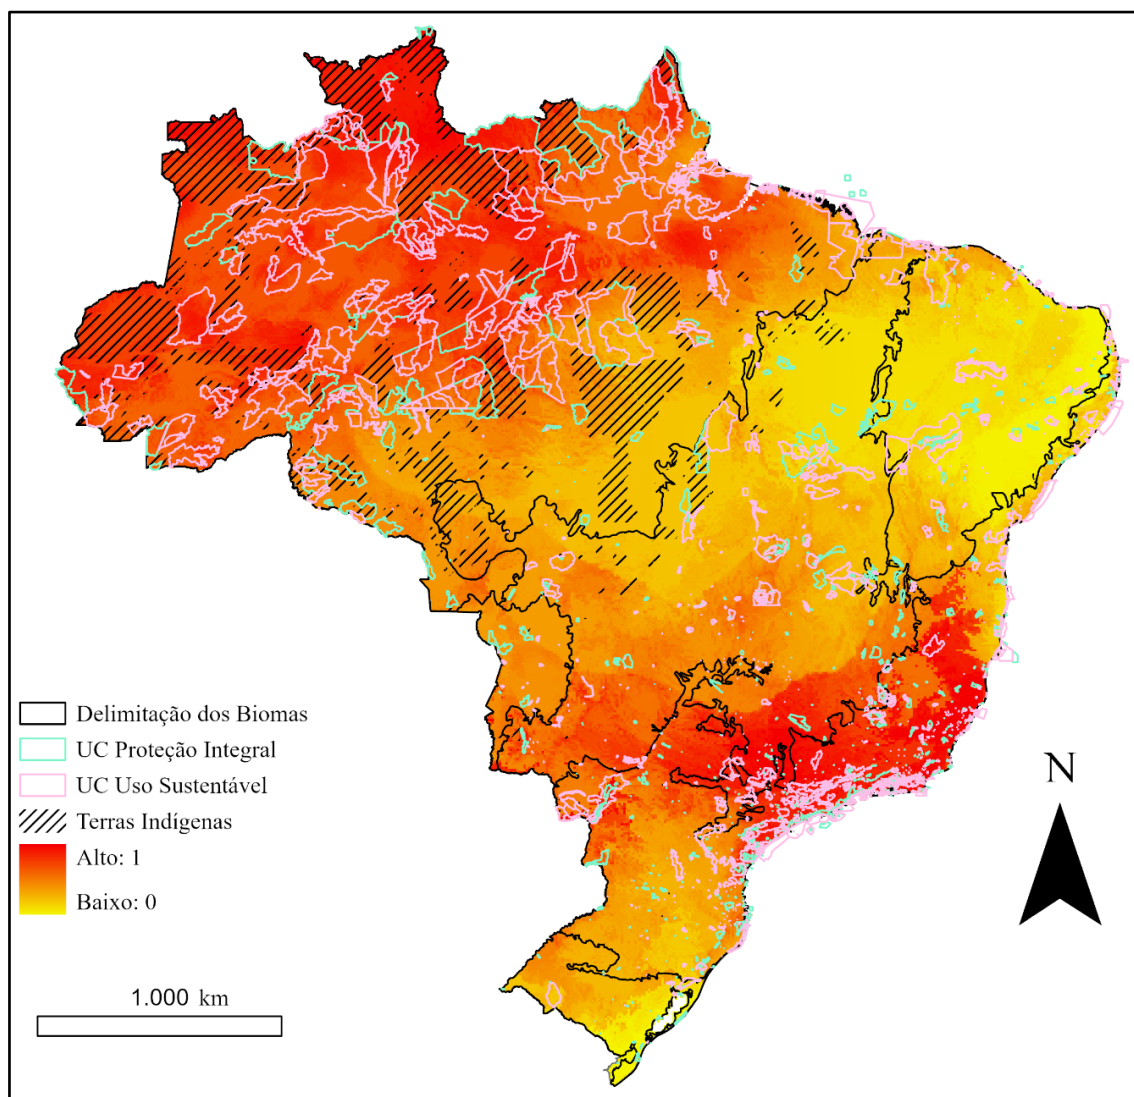 Delimitação dos Biomas
UC Proteção Integral
UC Uso Sustentável
Terras Indígenas
Alto: 1
Baixo: 0
N
1.000 km